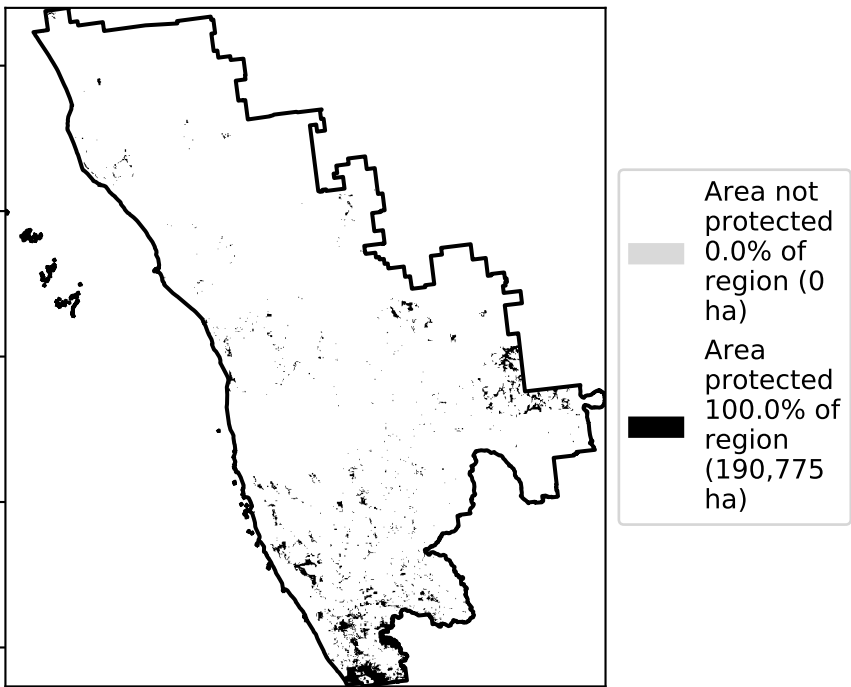 Area not
protected
0.0% of
region (0
ha)
Area
protected
100.0% of
region
(190,775
ha)